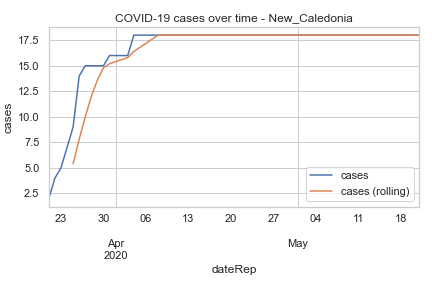 COVID-19 cases over time - New_Caledonia
cases
17.5
15.0
12.5
10.0
7.5
5.0
2.5
cases
cases (rolling)
23 30 06 13 20 27 04 11 18
Apr May
2020
dateRep